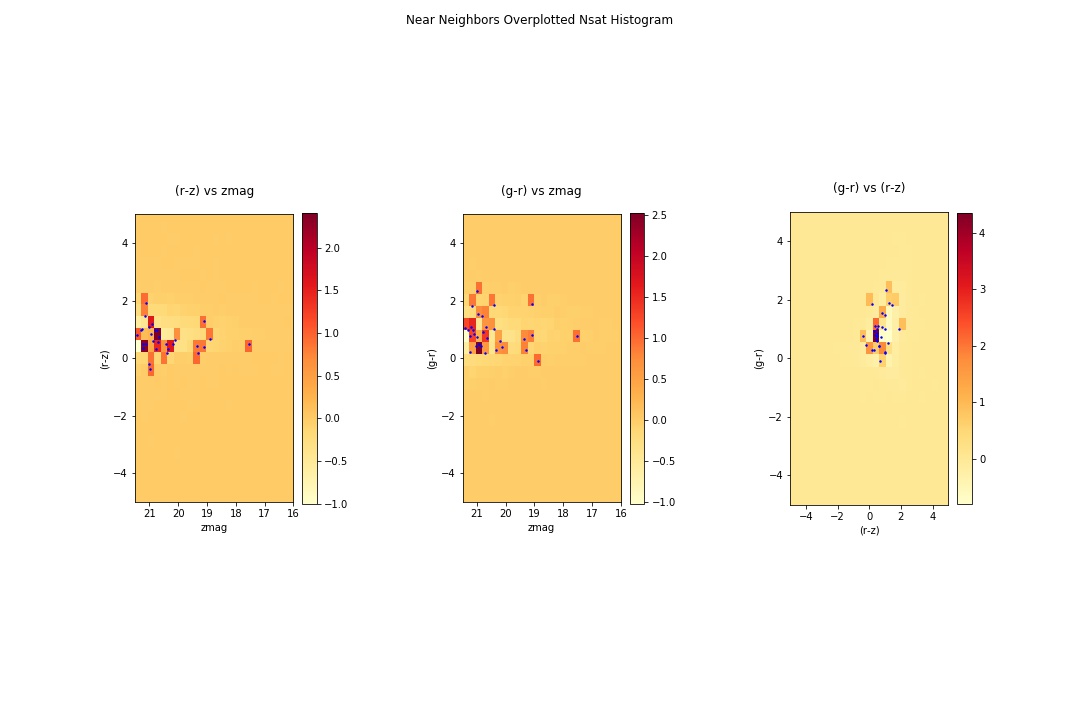 Near Neighbors Overplotted Nsat Histogram
(r-z) vs zmag
4
2
0
−2
−4
(r-z)
21 20 19 18 17 16
zmag
2.0
1.5
1.0
0.5
0.0
−0.5
−1.0
(g-r) vs zmag
4
2
0
−2
−4
(g-r)
21 20 19 18 17 16
zmag
2.5
2.0
1.5
1.0
0.5
0.0
−0.5
−1.0
(g-r) vs (r-z)
4
2
0
−2
−4
(g-r)
−4 −2 0 2 4
(r-z)
4
3
2
1
0